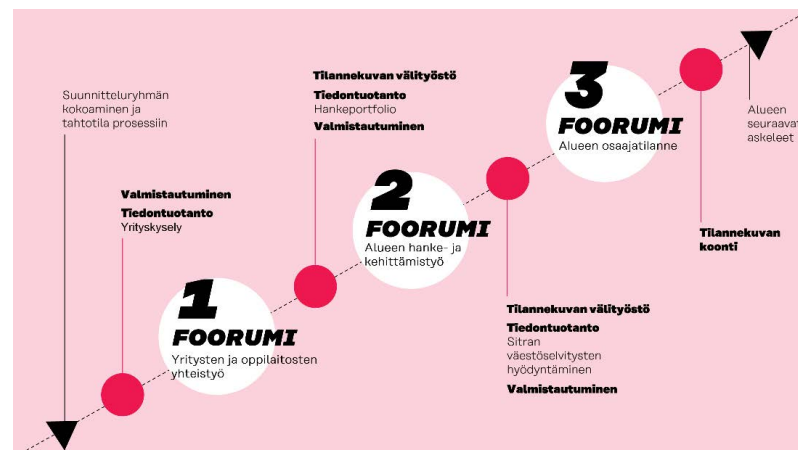 Suunnitteluryhmän
kokoaminen ja
tahtotila prosessiin
Valmistautuminen
Tiedontuotanto
Yrityskysely
1
FOORUMI
Yritysten ja oppilaitosten
yhteistyö
Tilannekuvan välityöstö
Tiedontuotanto
Hankeportfolio
Valmistautuminen
2
FOORUMI
Alueen hanke- ja
kehittämistyö
Tilannekuvan välityöstö
Tiedontuotanto
Sitran
väestöselvitysten
hyödyntäminen
Valmistautuminen
3
FOORUMI
Alueen osaajatilanne
Tilannekuvan
koonti
Alueen
seuraavat
askeleet